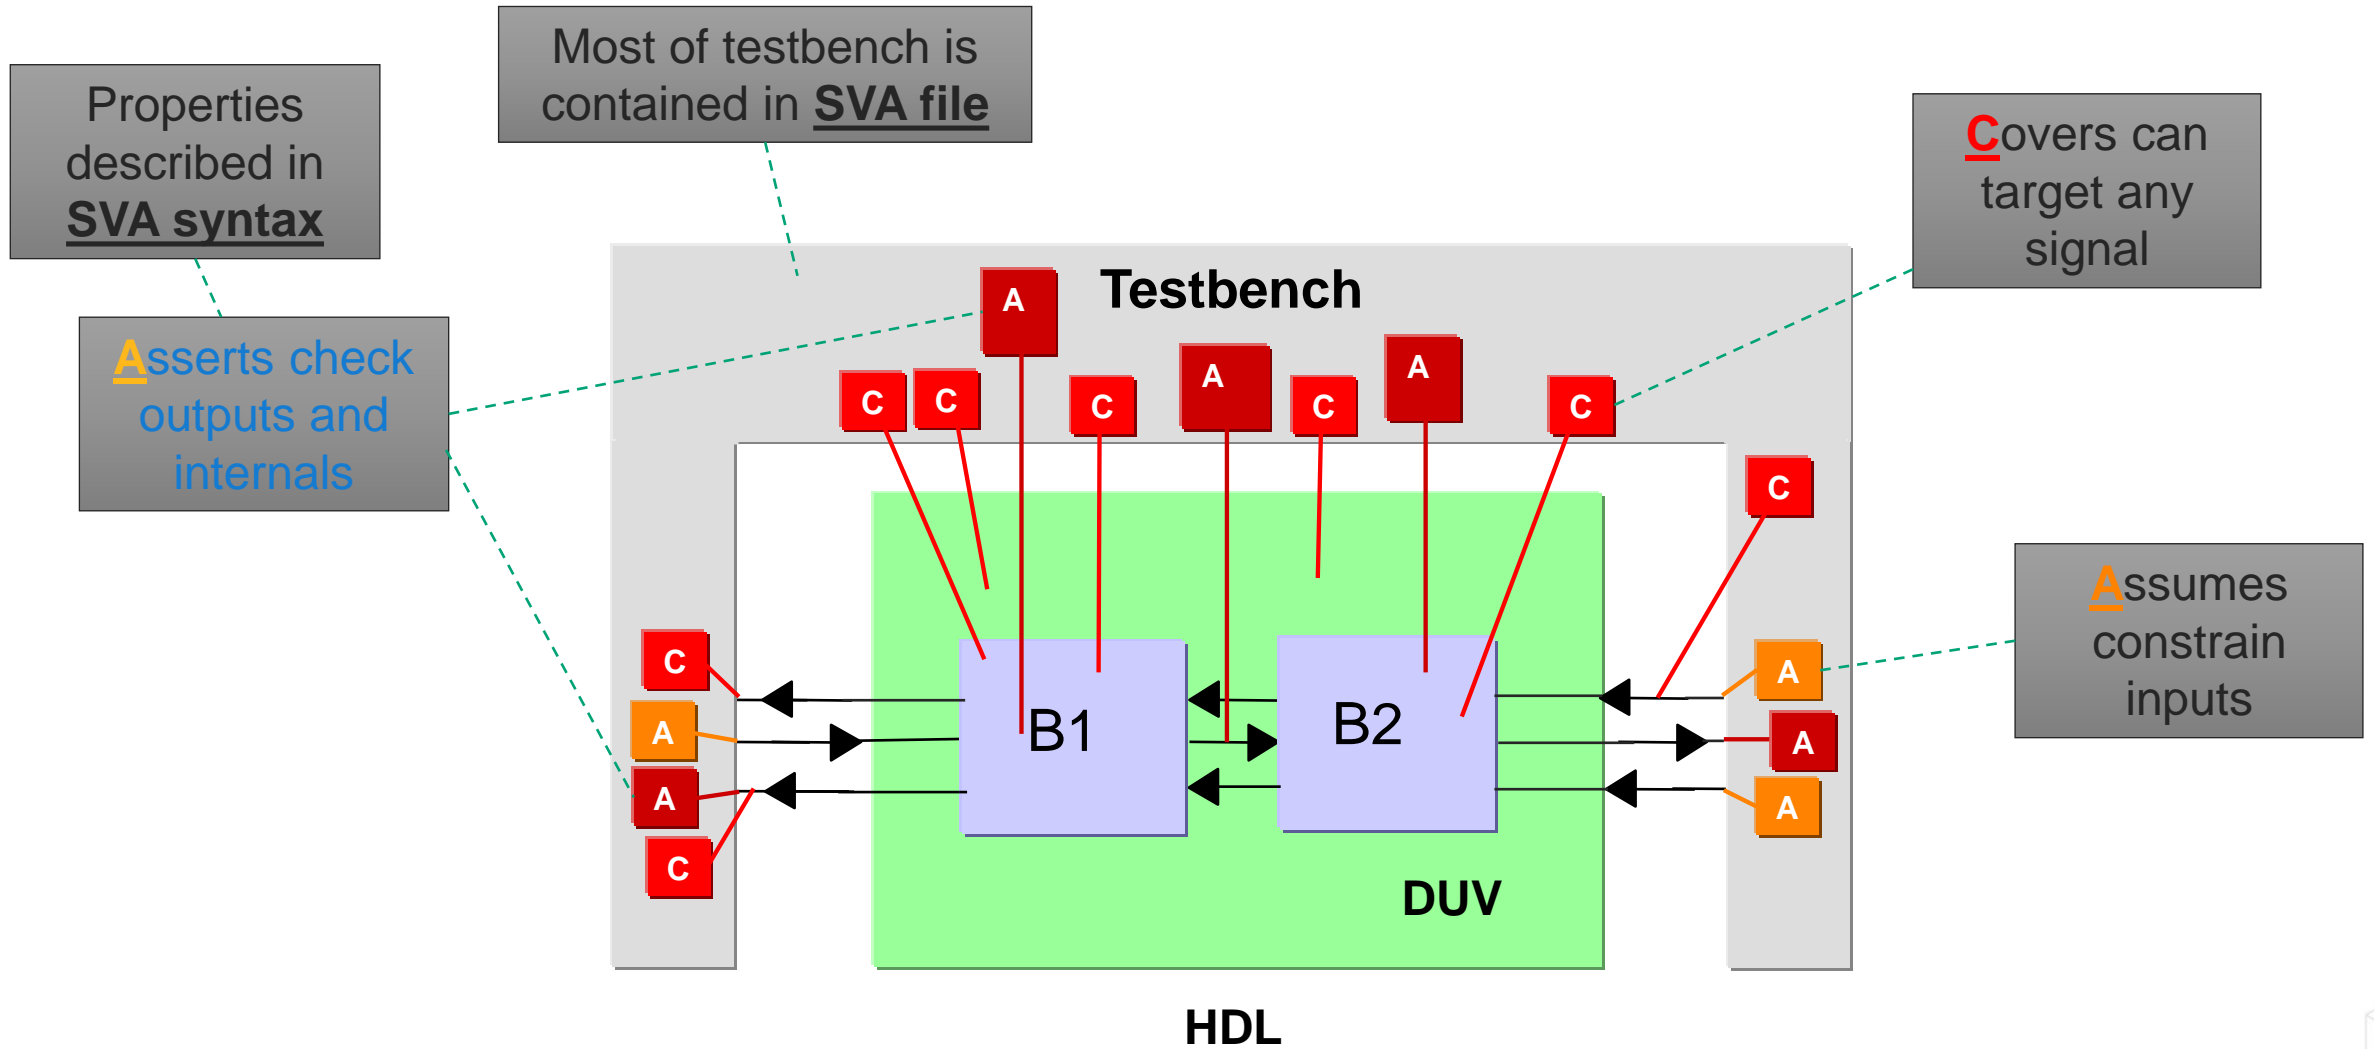 Most of testbench is
contained in SVA file
Properties
described in
SVA syntax
Covers can
target any
signal
Testbench
A
Asserts check
outputs and
internals
A
A
C
C
C
C
C
C
Assumes
constrain
inputs
C
A
A
B1
B2
A
A
A
C
DUV
HDL